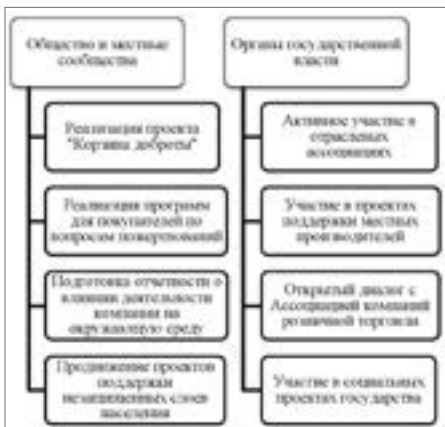 Общество и местные
сообщества
Реализация проекта
"Корзина доброты"
Реализация программ
для покупателей по
вопросам пожертвований
Подготовка отчетности о
влиянии деятельности
компании на
окружающую среду
Продвижение проектов
поддержки
незащищенных слоев
населения
Органы государственной
власти
Активное участие в
отраслевых
ассоциациях
Участие в проектах
поддержки местных
производителей
Открытый диалог с
Ассоциацией компаний
розничной торговли
Участие в социальных
проектах государства